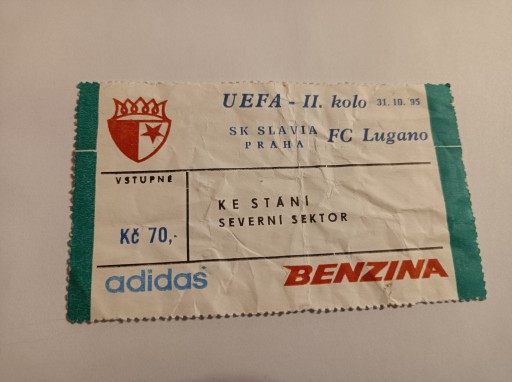 UEFA - II. kolo 31. 10. '95
SK SLAVIA PRAHA FC Lugano
VSTUPNÉ
Kč 70,-
KE STÁNÍ
SEVERNÍ SEKTOR
adidas
BENZINA